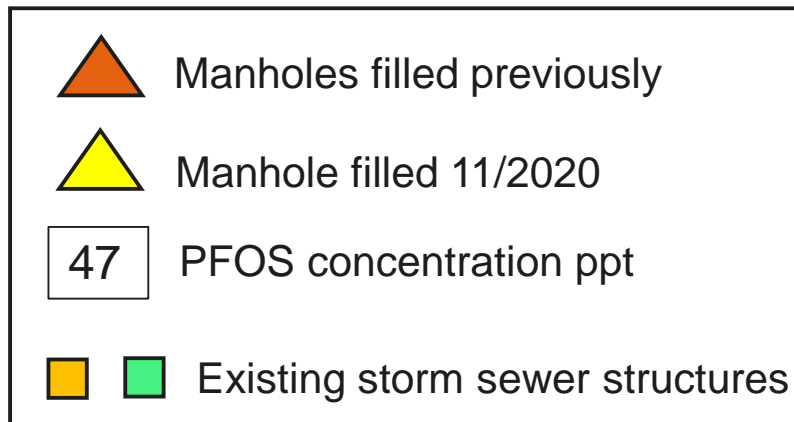 Manholes filled previously
Manhole filled 11/2020
47 PFOS concentration ppt
Existing storm sewer structures